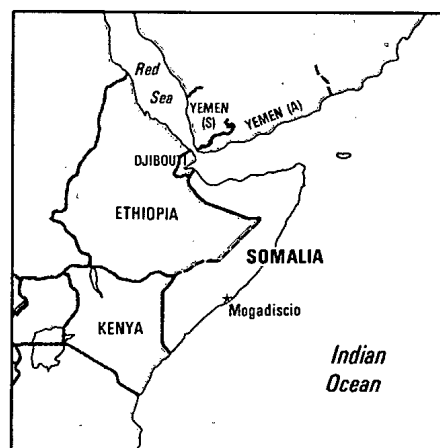 Red
Sea
YEMEN
(S)
YEMEN (A)
DJIBOUTI
ETHIOPIA
SOMALIA
Mogadiscio
KENYA
Indian
Ocean